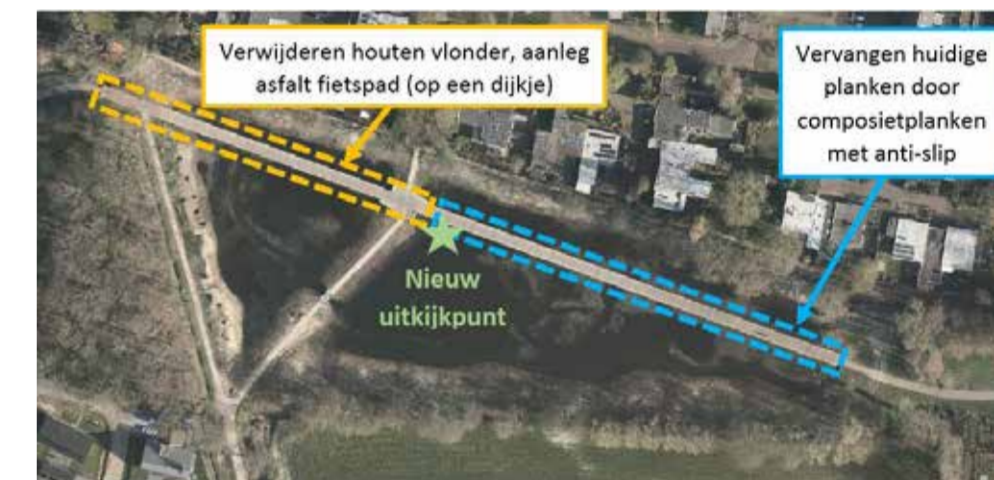 Verwijderen houten vlonder, aanleg
asfalt fietspad (op een dijkje)
Vervangen huidige
planken door
composietplanken
met anti-slip
Nieuw
uitkijkpunt